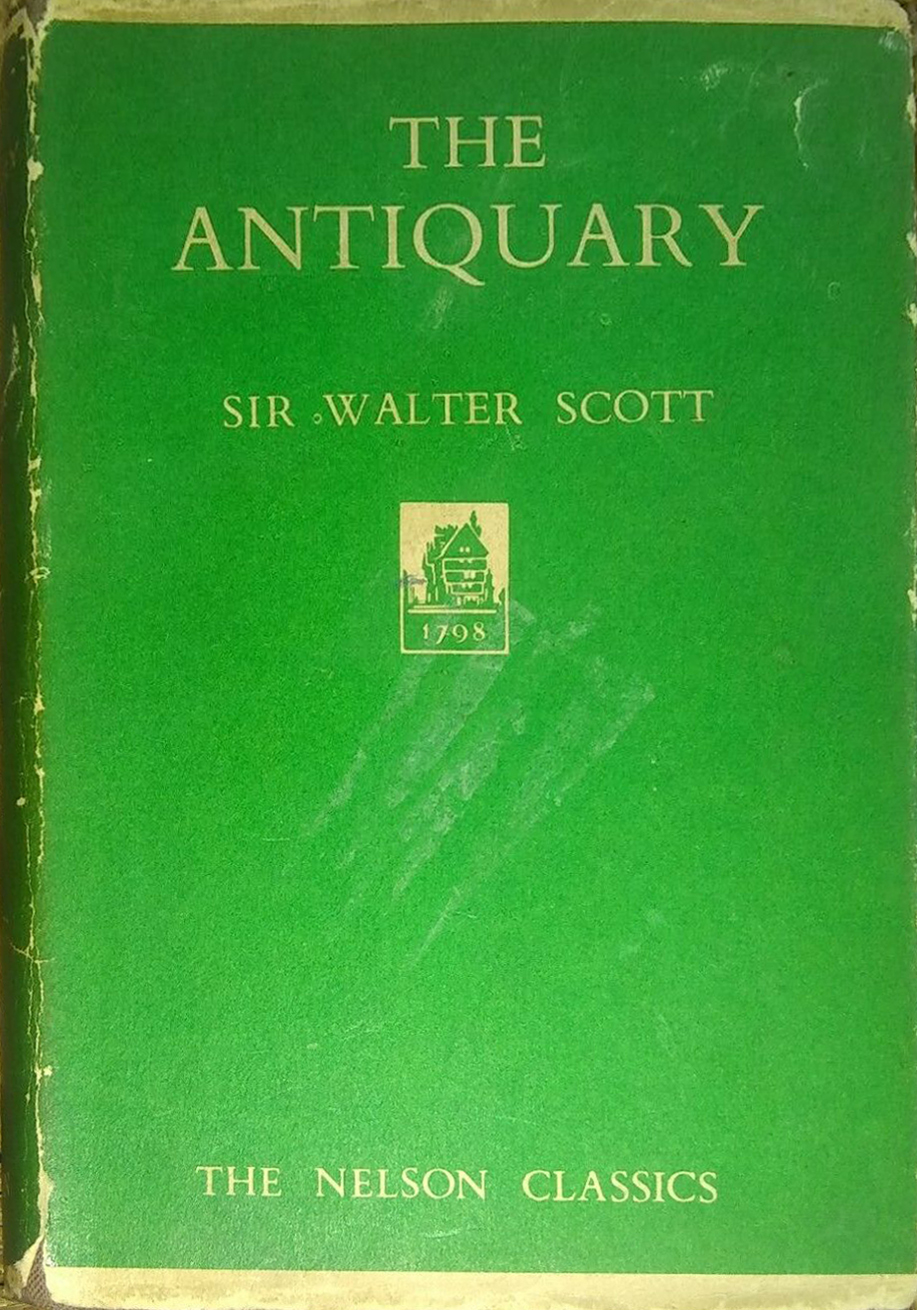 THE
ANTIQUARY
SIR WALTER SCOTT
1798
THE NELSON CLASSICS